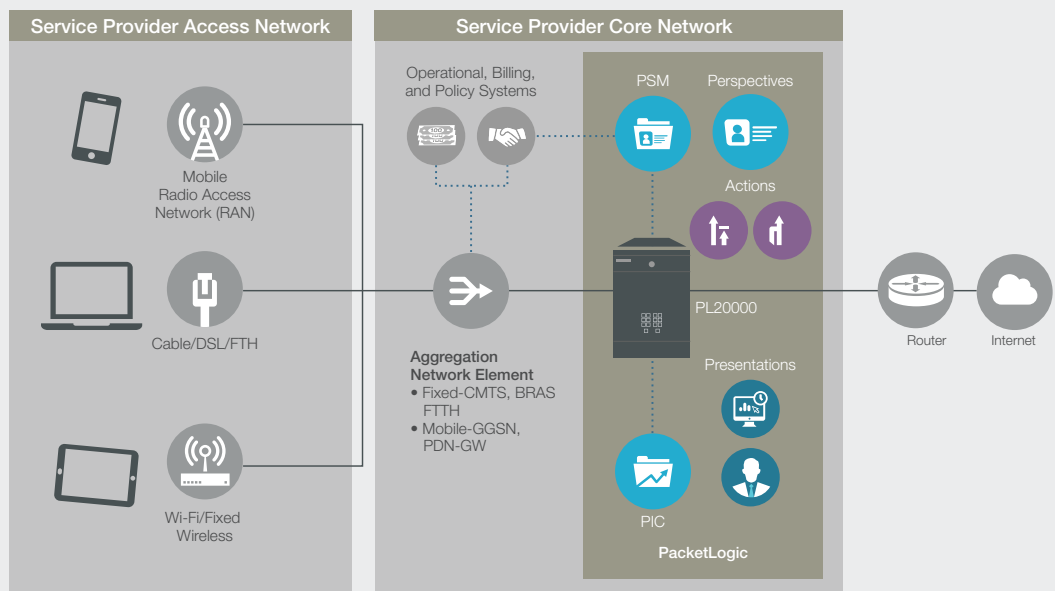 Service Provider Access Network
Mobile
Radio Access
Network (RAN)
Cable/DSL/FTH
Wi-Fi/Fixed
Wireless
Service Provider Core Network
Operational, Billing,
and Policy Systems
Aggregation
Network Element
• Fixed-CMTS, BRAS
FTTH
• Mobile-GGSN,
PDN-GW
PSM
Perspectives
Actions
PL20000
Presentations
PIC
PacketLogic
Router
Internet